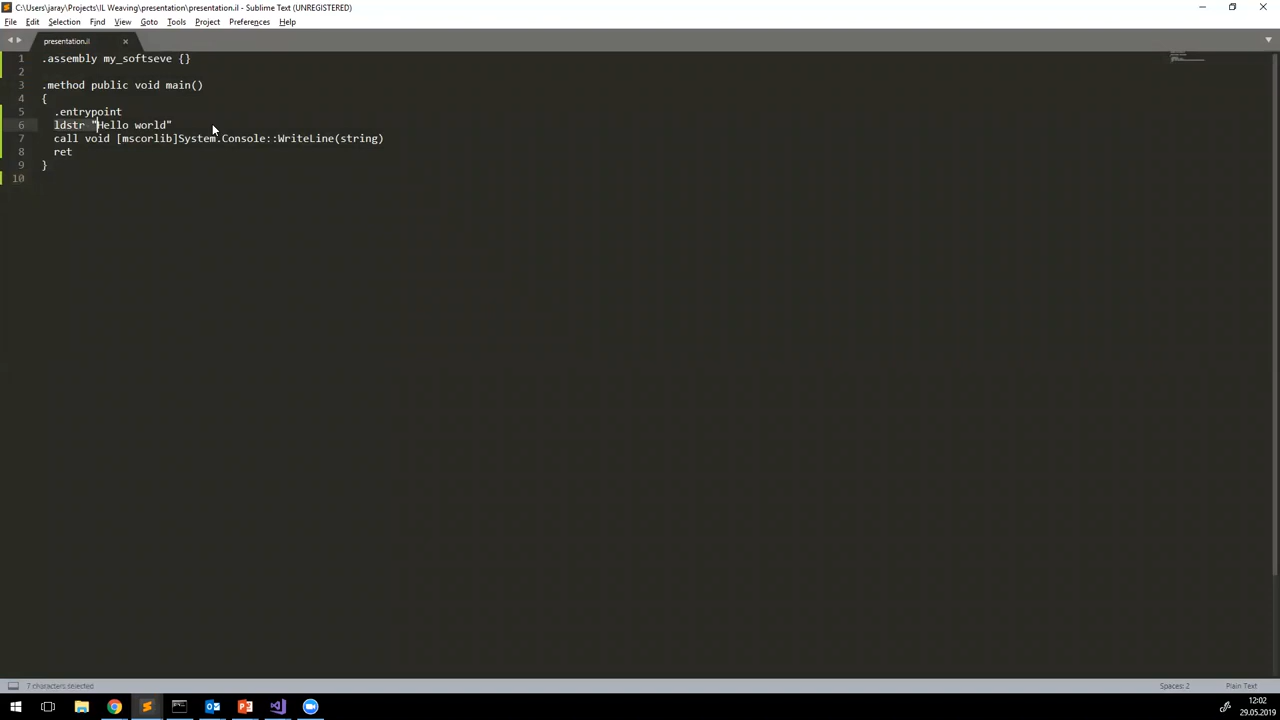 C:\Users\jaray\Projects\IL Weaving\presentation\presentation.il - Sublime Text (UNREGISTERED)
File Edit Selection Find View Goto Tools Project Preferences Help
presentation.il
1 .assembly my_softseve {}
2
3 .method public void main()
4 {
5 .entrypoint
6 ldstr "Hello world"
7 call void [mscorlib]System.Console::WriteLine(string)
8 ret
9 }
10
7 characters selected Spaces: 2 Plain Text
12:02
29.05.2019